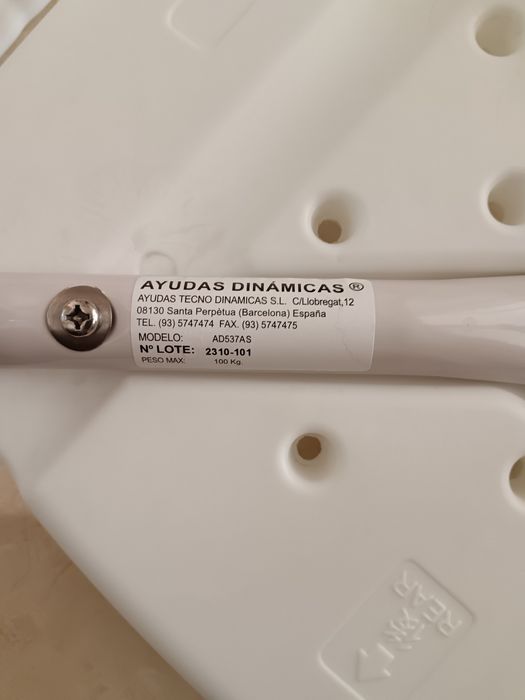 AYUDAS DINÁMICAS ®
AYUDAS TECNO DINAMICAS S.L. C/Llobregat,12
08130 Santa Perpètua (Barcelona) España
TEL. (93) 5747474 FAX. (93) 5747475
MODELO: AD537AS
Nº LOTE: 2310-101
PESO MAX: 100 Kg.
REAR